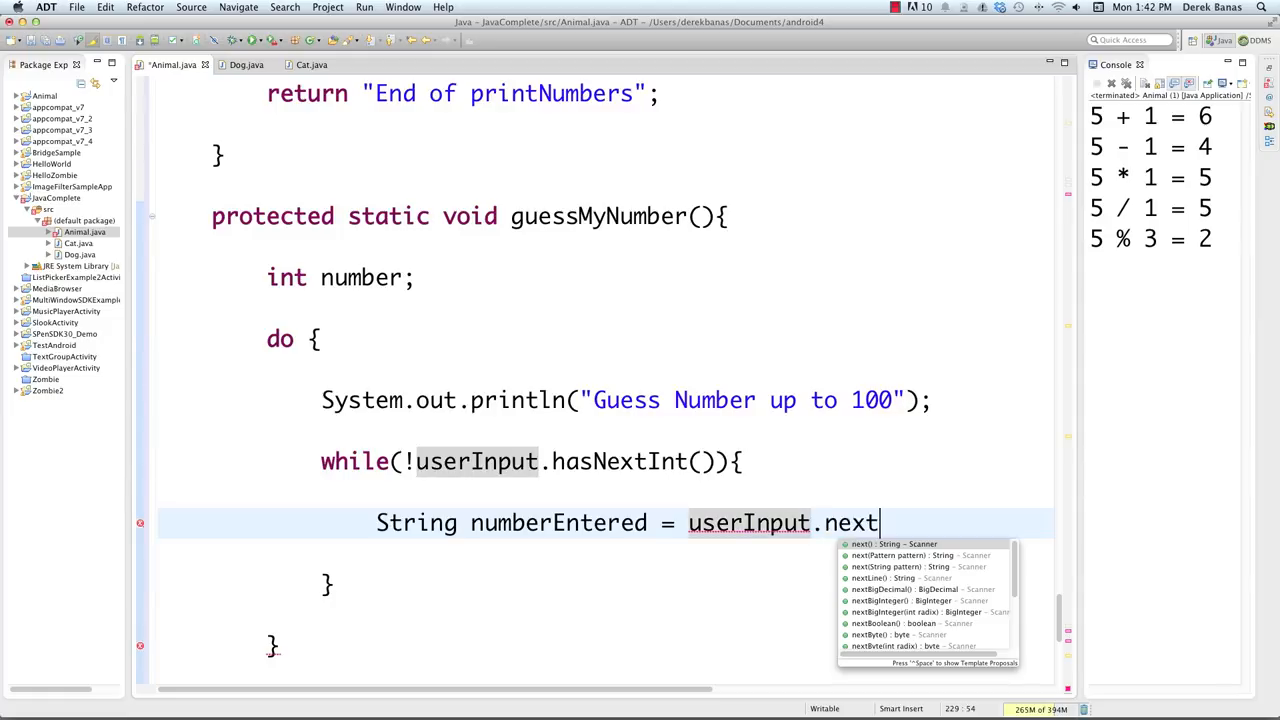 ADT File Edit Source Refactor Navigate Search Project Run Window Help 10 Mon 1:42 PM Derek Banas
Java – JavaComplete/src/Animal.java – ADT – /Users/derekbanas/Documents/android4
Quick Access Java DDMS
Package Exp
Animal
appcompat_v7
appcompat_v7_2
appcompat_v7_3
appcompat_v7_4
BridgeSample
HelloWorld
HelloZombie
ImageFilterSampleApp
JavaComplete
src
(default package)
Animal.java
Cat.java
Dog.java
JRE System Library [Ja
ListPickerExample2Activi
MediaBrowser
MultiWindowSDKExample
MusicPlayerActivity
SlookActivity
SPenSDK30_Demo
TestAndroid
TextGroupActivity
VideoPlayerActivity
Zombie
Zombie2
*Animal.java Dog.java Cat.java
return "End of printNumbers";
}
protected static void guessMyNumber(){
int number;
do {
System.out.println("Guess Number up to 100");
while(!userInput.hasNextInt()){
String numberEntered = userInput.next
}
}
next() : String – Scanner
next(Pattern pattern) : String – Scanner
next(String pattern) : String – Scanner
nextLine() : String – Scanner
nextBigDecimal() : BigDecimal – Scanner
nextBigInteger() : BigInteger – Scanner
nextBigInteger(int radix) : BigInteger – Scann
nextBoolean() : boolean – Scanner
nextByte() : byte – Scanner
nextByte(int radix) : byte – Scanner
Press '^Space' to show Template Proposals
Console
<terminated> Animal (1) [Java Application] /S
5 + 1 = 6
5 - 1 = 4
5 * 1 = 5
5 / 1 = 5
5 % 3 = 2
Writable Smart Insert 229 : 54 265M of 394M